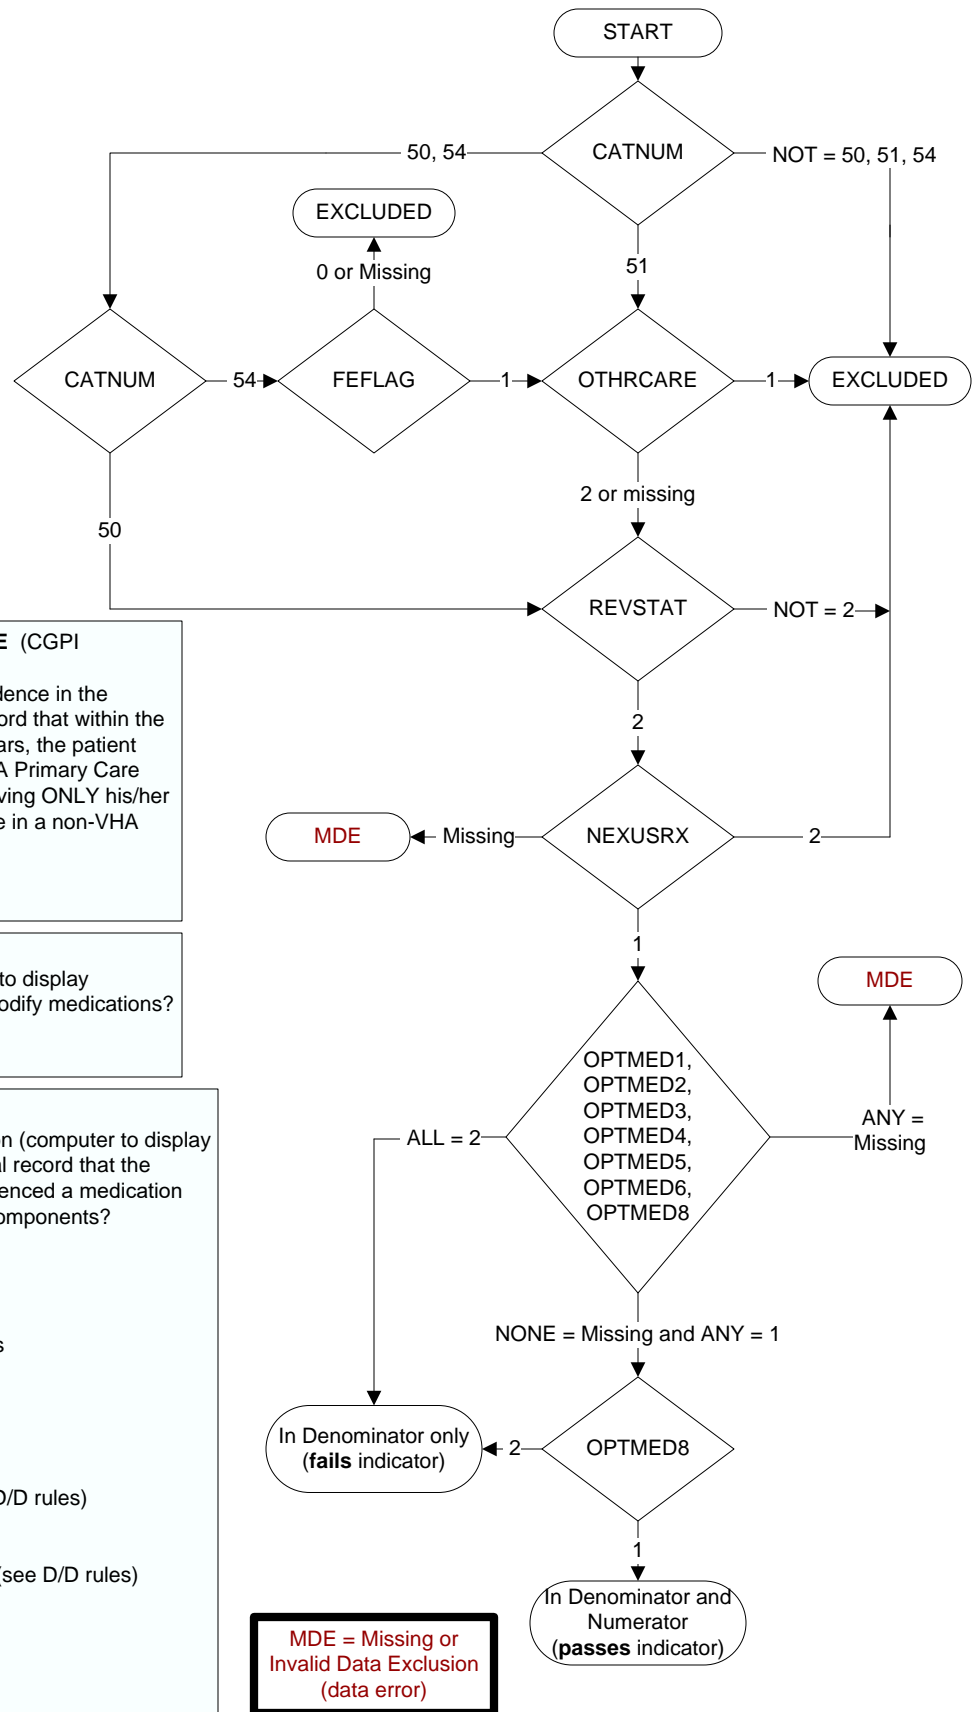 START
CATNUM
50, 54
NOT = 50, 51, 54
EXCLUDED
0 or Missing
51
CATNUM
54
FEFLAG
1
OTHRCARE
1
EXCLUDED
2 or missing
50
REVSTAT
NOT = 2
E (CGPI
dence in the
ord that within the
ars, the patient
A Primary Care
ving ONLY his/her
e in a non-VHA
2
MDE
Missing
NEXUSRX
2
1
to display
odify medications?
MDE
OPTMED1,
OPTMED2,
OPTMED3,
OPTMED4,
OPTMED5,
OPTMED6,
OPTMED8
ALL = 2
ANY =
Missing
on (computer to display
al record that the
enced a medication
omponents?
s
D/D rules)
(see D/D rules)
NONE = Missing and ANY = 1
In Denominator only
(fails indicator)
2
OPTMED8
1
In Denominator and
Numerator
(passes indicator)
MDE = Missing or
Invalid Data Exclusion
(data error)